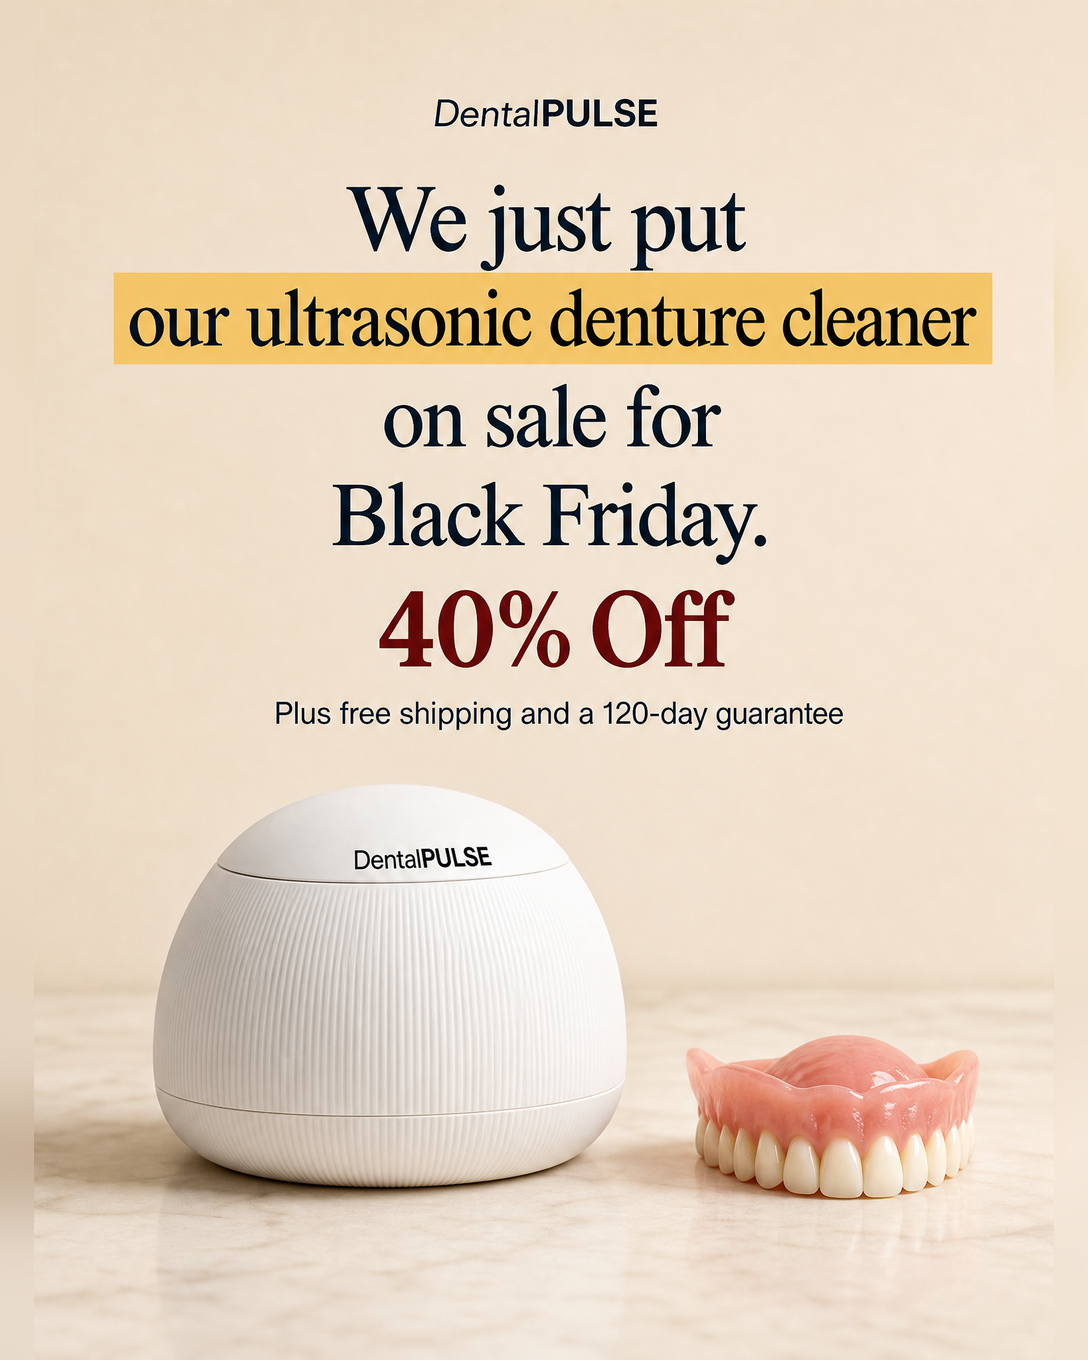 DentalPULSE
We just put
our ultrasonic denture cleaner
on sale for
Black Friday.
40% Off
Plus free shipping and a 120-day guarantee
DentalPULSE